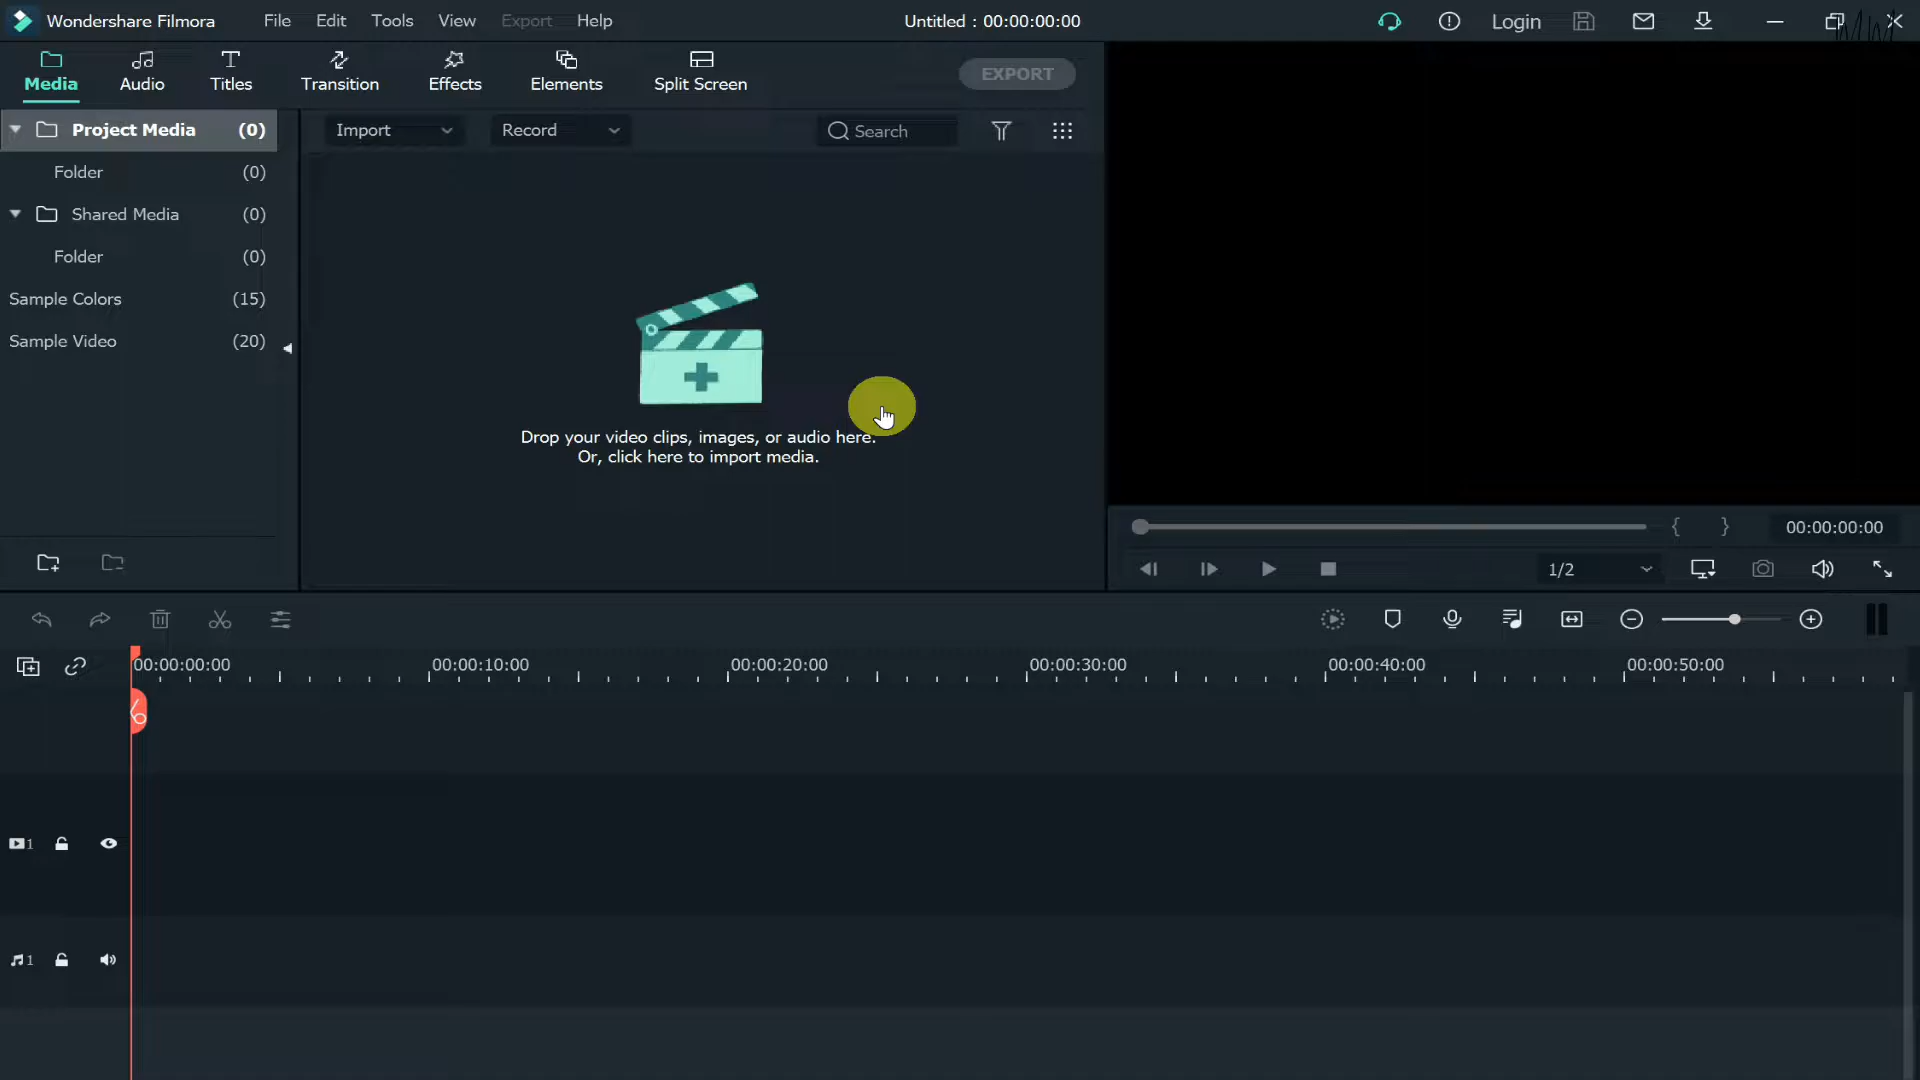 Wondershare Filmora File Edit Tools View Export Help Untitled : 00:00:00:00 Login
Media Audio Titles Transition Effects Elements Split Screen EXPORT
Project Media (0)
Folder (0)
Shared Media (0)
Folder (0)
Sample Colors (15)
Sample Video (20)
Import Record Search
Drop your video clips, images, or audio here.
Or, click here to import media.
{ } 00:00:00:00
1/2
00:00:00:00 00:00:10:00 00:00:20:00 00:00:30:00 00:00:40:00 00:00:50:00
1
1